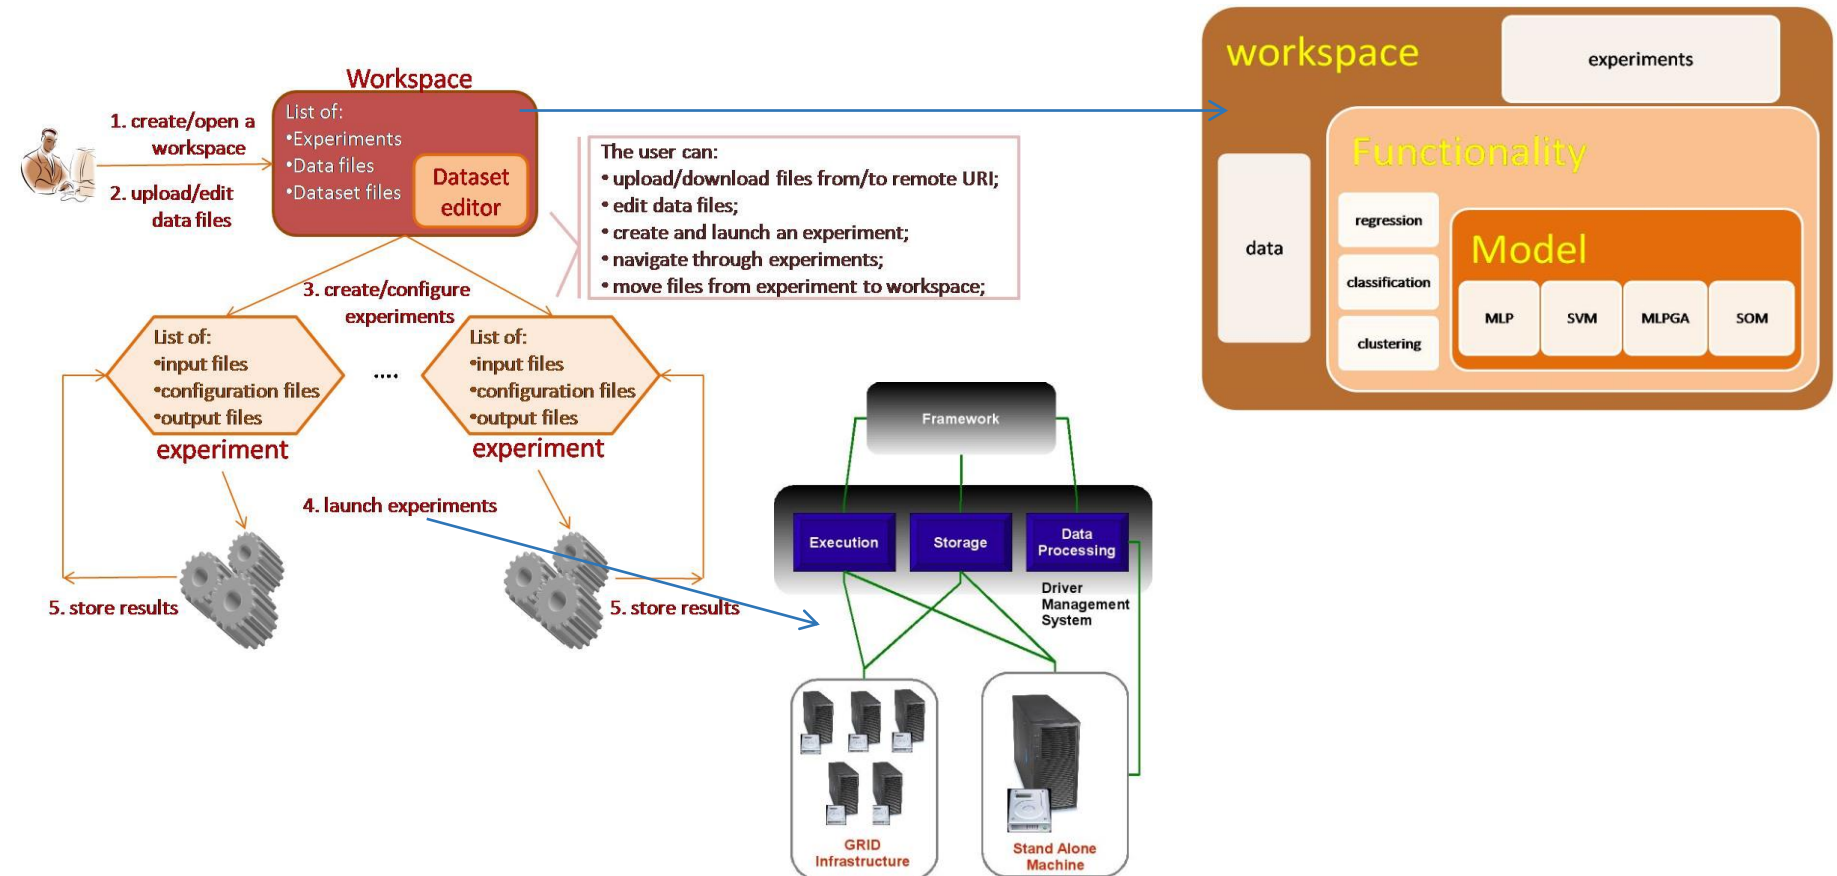 Workspace
1. create/open a
workspace
2. upload/edit
data files
List of:
•Experiments
•Data files
•Dataset files
Dataset
editor
The user can:
• upload/download files from/to remote URI;
• edit data files;
• create and launch an experiment;
• navigate through experiments;
• move files from experiment to workspace;
3. create/configure
experiments
List of:
•input files
•configuration files
•output files
experiment
....
List of:
•input files
•configuration files
•output files
experiment
4. launch experiments
5. store results
5. store results
Framework
Execution
Storage
Data
Processing
Driver
Management
System
GRID
Infrastructure
Stand Alone
Machine
workspace
experiments
data
Functionality
regression
classification
clustering
Model
MLP
SVM
MLPGA
SOM